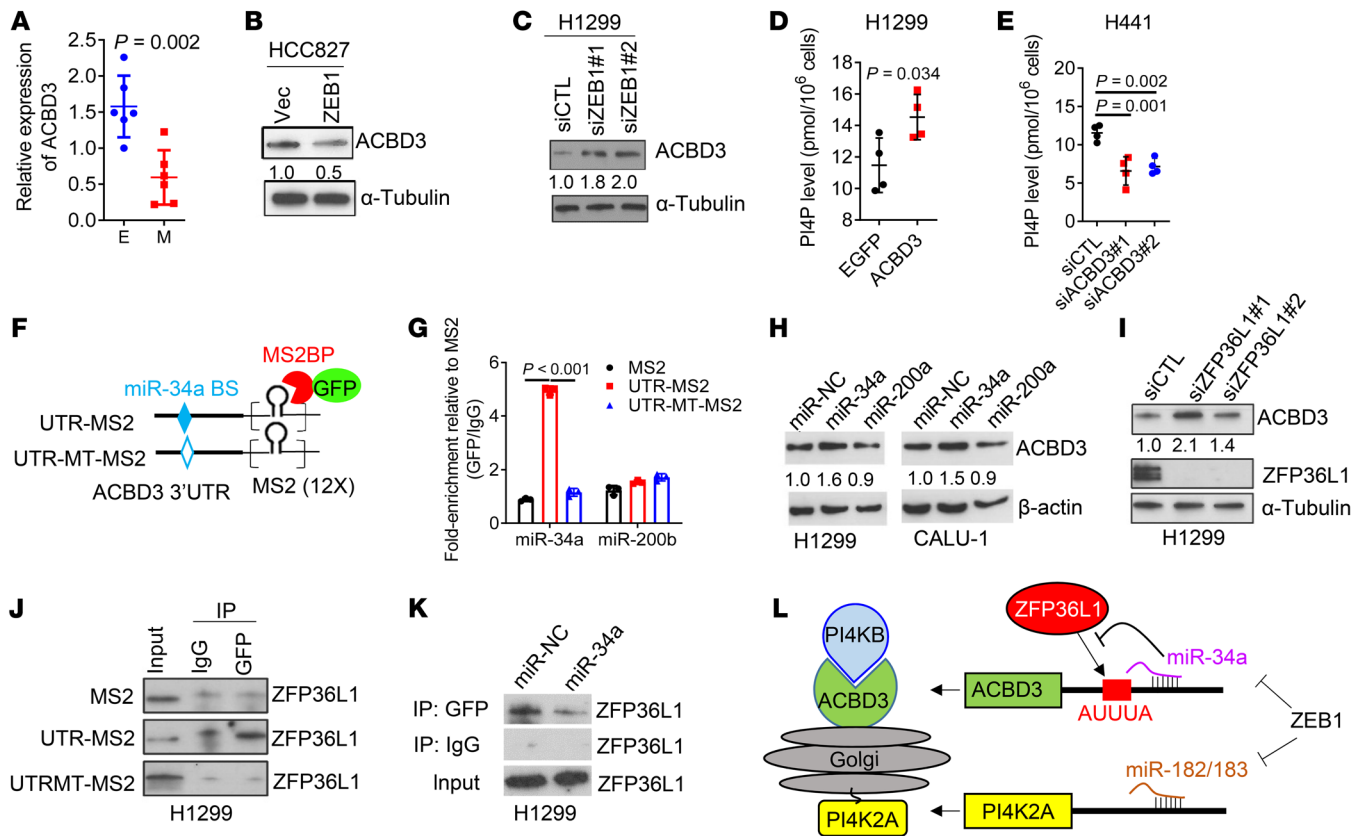 A
P = 0.002
Relative expression
of ACBD3
2.5
2.0
1.5
1.0
0.5
0.0
E M
B
HCC827
Vec ZEB1
ACBD3
1.0 0.5
α-Tubulin
C
H1299
siCTL siZEB1#1 siZEB1#2
ACBD3
1.0 1.8 2.0
α-Tubulin
D
H1299
PI4P level (pmol/10⁶ cells)
P = 0.034
18
16
14
12
10
8
EGFP ACBD3
E
H441
PI4P level (pmol/10⁶ cells)
P = 0.002
P = 0.001
20
15
10
5
0
siCTL
siACBD3#1
siACBD3#2
F
MS2BP
GFP
miR-34a BS
UTR-MS2
UTR-MT-MS2
ACBD3 3'UTR
MS2 (12X)
G
Fold-enrichment relative to MS2
(GFP/IgG)
P < 0.001
6
4
2
0
miR-34a miR-200b
MS2
UTR-MS2
UTR-MT-MS2
H
miR-NC miR-34a miR-200a miR-NC miR-34a miR-200a
ACBD3
1.0 1.6 0.9 1.0 1.5 0.9
β-actin
H1299 CALU-1
I
siCTL siZFP36L1#1 siZFP36L1#2
ACBD3
1.0 2.1 1.4
ZFP36L1
α-Tubulin
H1299
J
IP
Input IgG GFP
MS2 ZFP36L1
UTR-MS2 ZFP36L1
UTRMT-MS2 ZFP36L1
H1299
K
miR-NC miR-34a
IP: GFP ZFP36L1
IP: IgG ZFP36L1
Input ZFP36L1
H1299
L
PI4KB
ACBD3
Golgi
PI4K2A
ZFP36L1
miR-34a
ACBD3
AUUUA
ZEB1
miR-182/183
PI4K2A